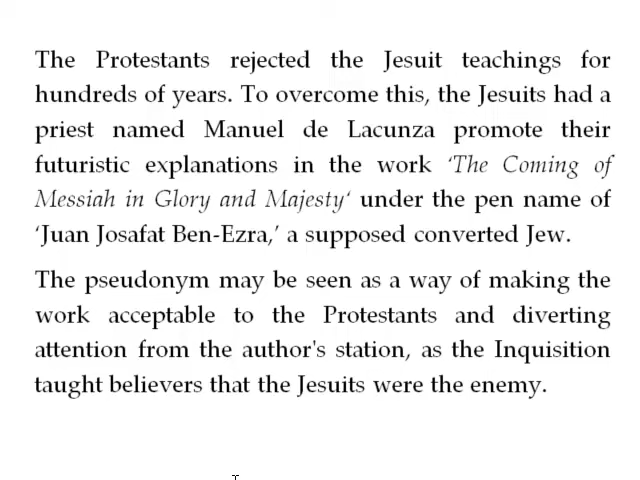 The Protestants rejected the Jesuit teachings for
hundreds of years. To overcome this, the Jesuits had a
priest named Manuel de Lacunza promote their
futuristic explanations in the work ‘The Coming of
Messiah in Glory and Majesty‘ under the pen name of
‘Juan Josafat Ben-Ezra,’ a supposed converted Jew.
The pseudonym may be seen as a way of making the
work acceptable to the Protestants and diverting
attention from the author's station, as the Inquisition
taught believers that the Jesuits were the enemy.